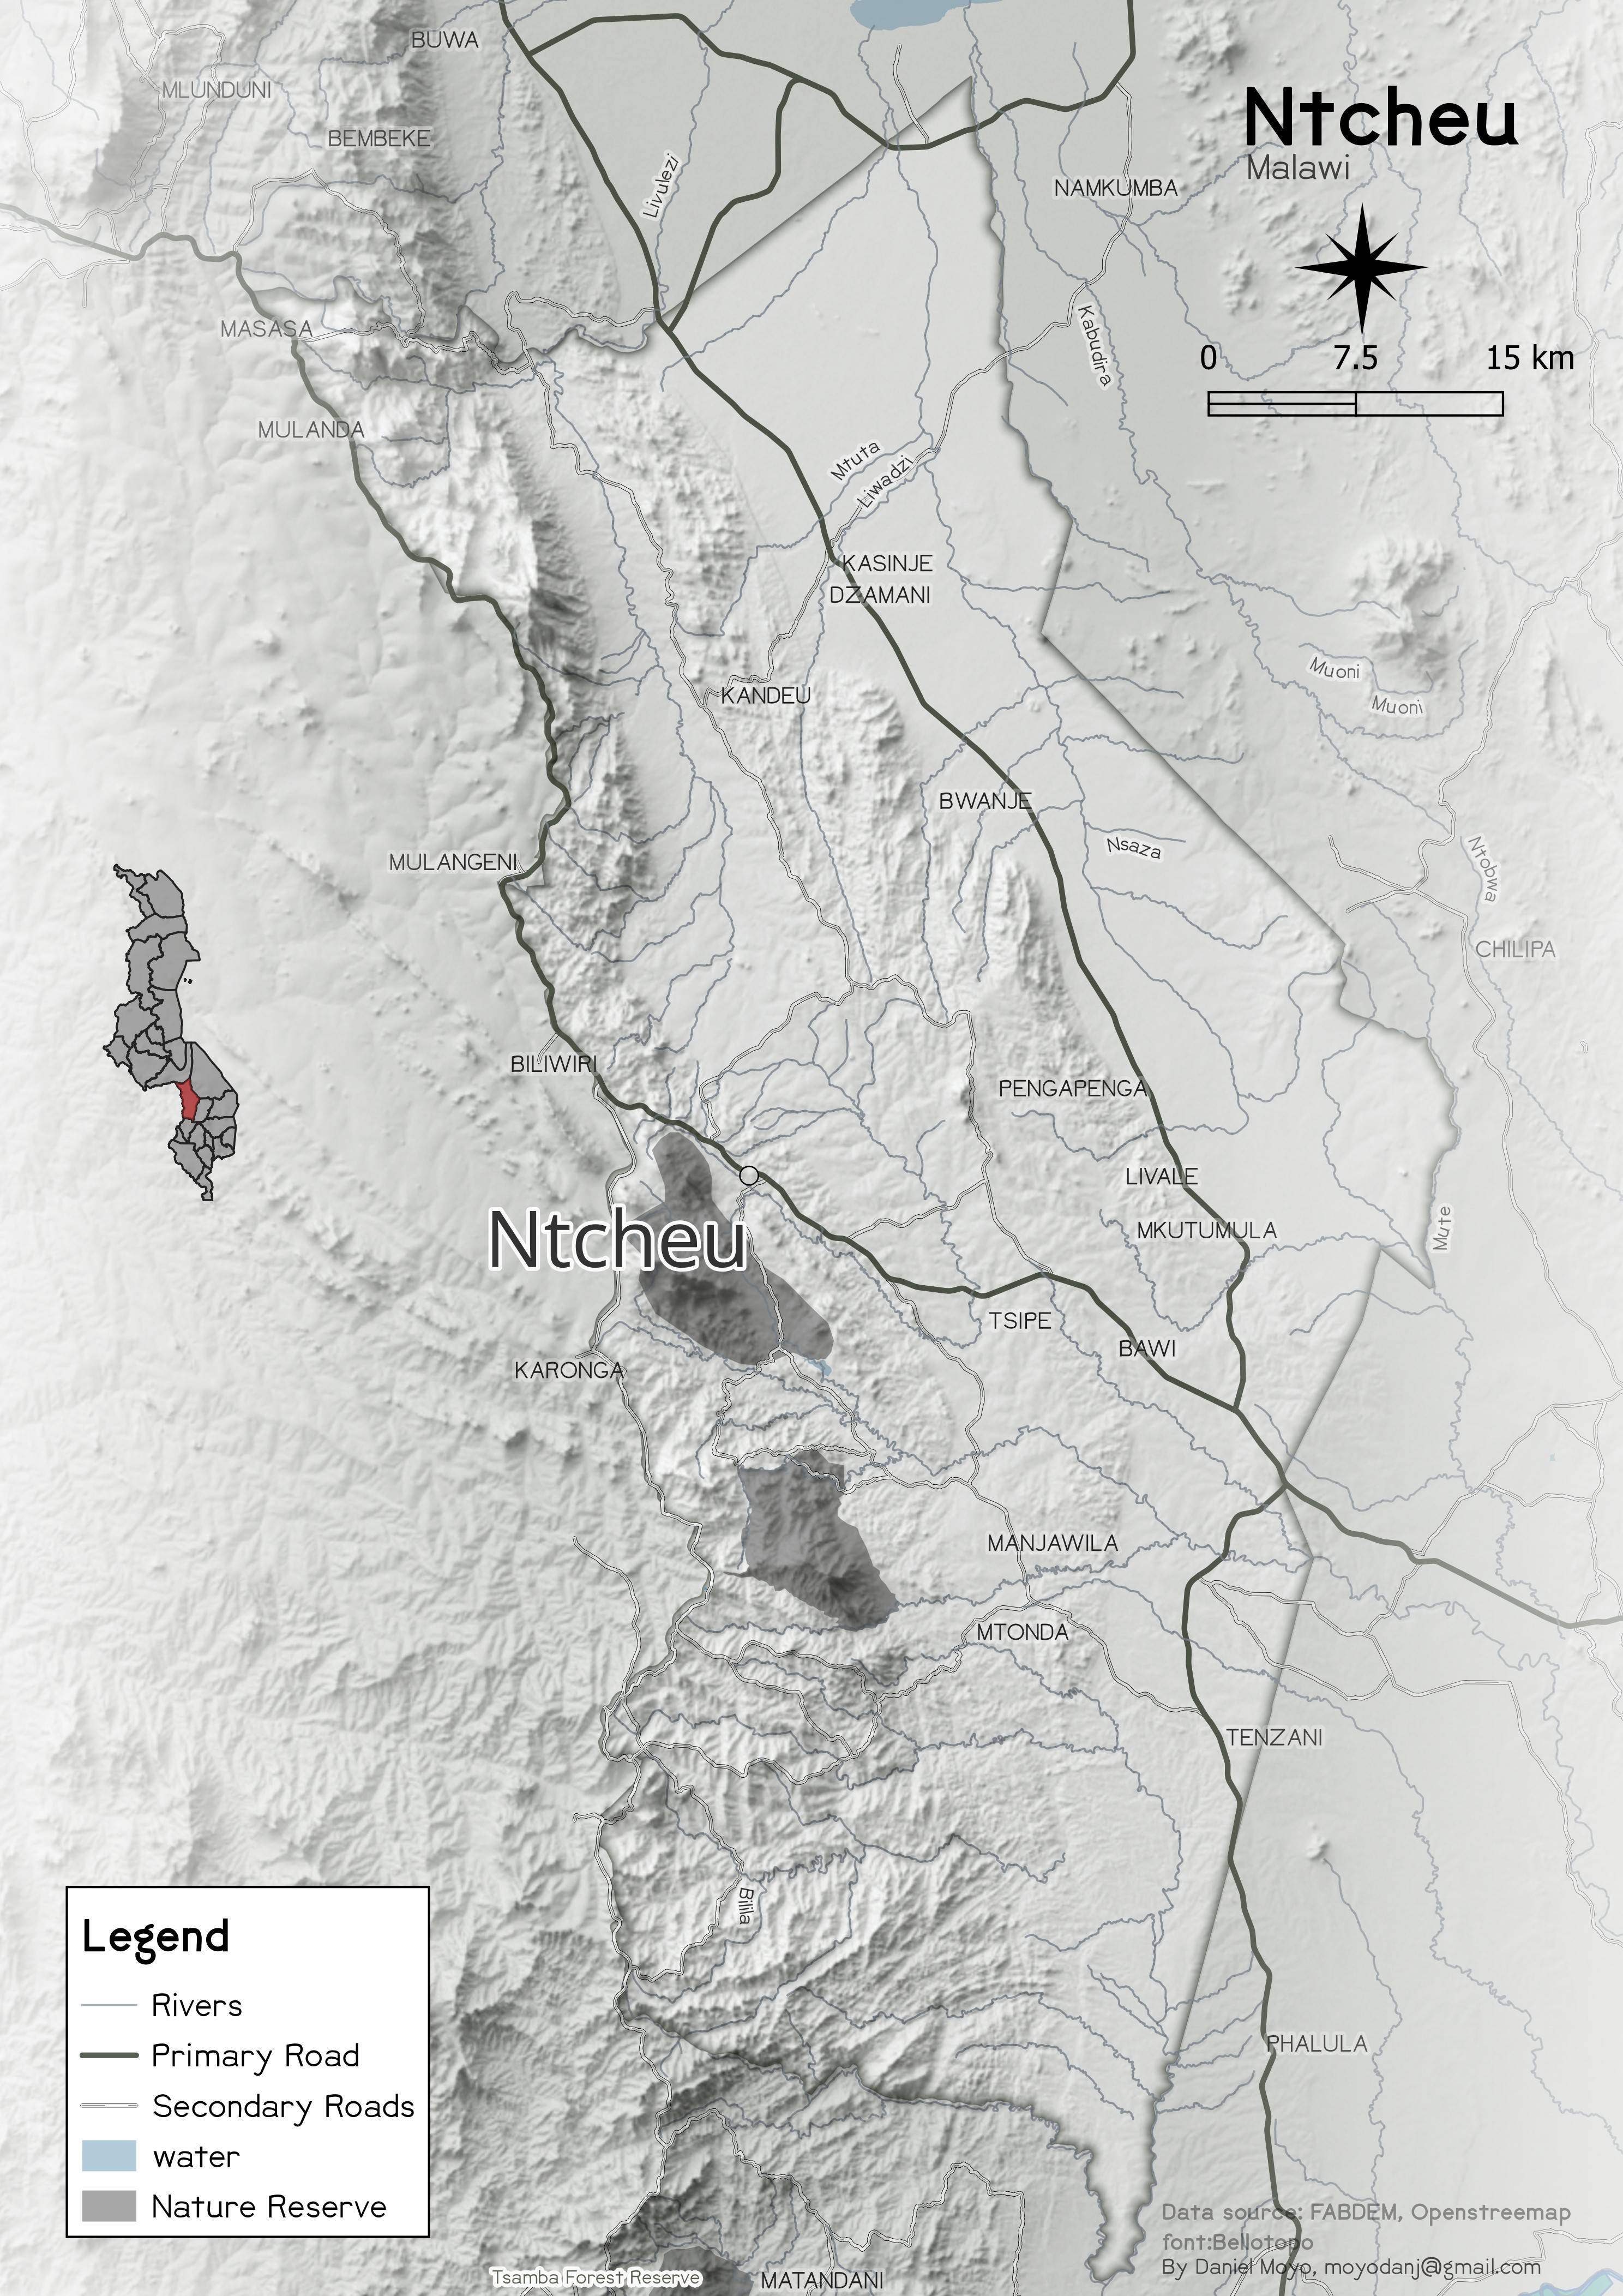 BUWA
MLUNDUNI
BEMBEKE
Livulezi
Ntcheu
Malawi
NAMKUMBA
MASASA
Kabudira
0 7.5 15 km
MULANDA
Mtuta
Liwadzi
KASINJE
DZAMANI
Muoni
Muoni
KANDEU
BWANJE
Nsaza
MULANGENI
Ntobwa
CHILIPA
BILIWIRI
PENGAPENGA
LIVALE
MKUTUMULA
Mute
Ntcheu
TSIPE
BAWI
KARONGA
MANJAWILA
MTONDA
TENZANI
Bilila
Legend
Rivers
Primary Road
Secondary Roads
water
Nature Reserve
PHALULA
Data source: FABDEM, Openstreemap
font:Bellotopo
By Daniel Moyo, moyodanj@gmail.com
Tsamba Forest Reserve
MATANDANI